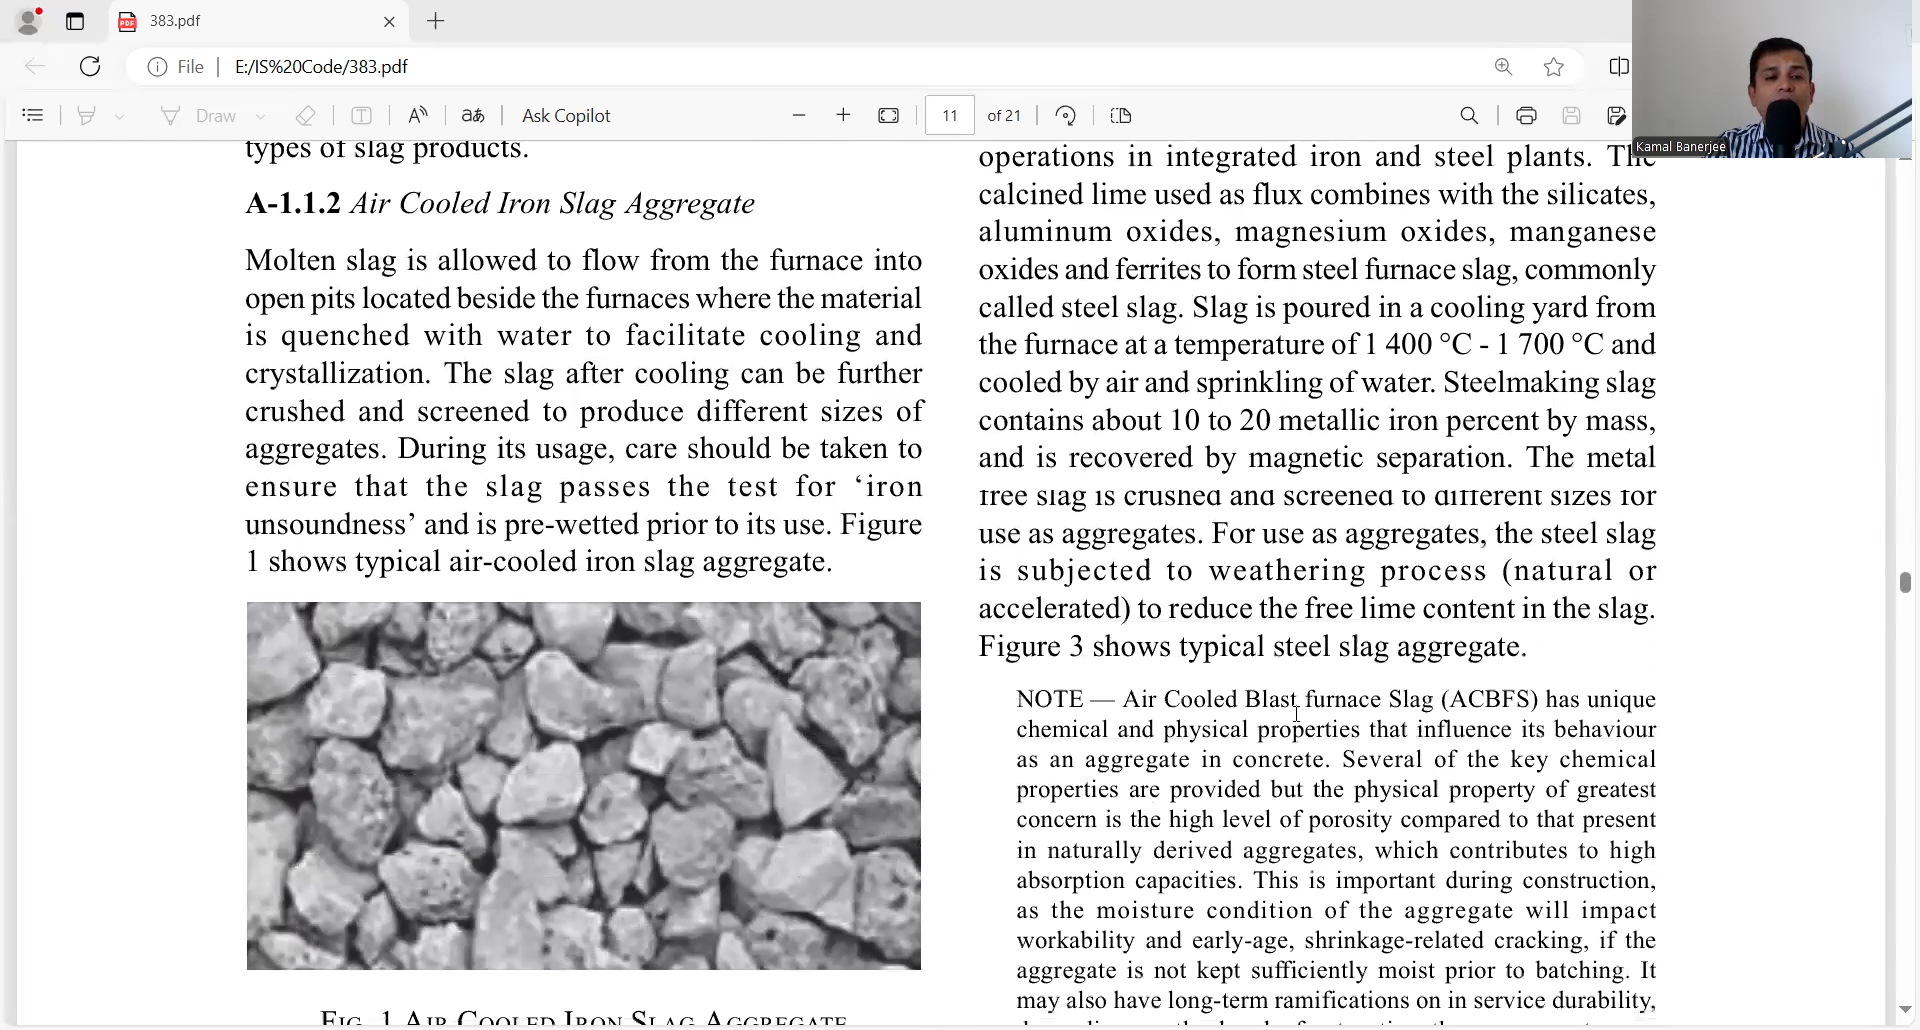 383.pdf
File
E:/IS%20Code/383.pdf
Draw
Ask Copilot
11 of 21
Kamal Banerjee
types of slag products.
A-1.1.2 Air Cooled Iron Slag Aggregate
Molten slag is allowed to flow from the furnace into
open pits located beside the furnaces where the material
is quenched with water to facilitate cooling and
crystallization. The slag after cooling can be further
crushed and screened to produce different sizes of
aggregates. During its usage, care should be taken to
ensure that the slag passes the test for ‘iron
unsoundness’ and is pre-wetted prior to its use. Figure
1 shows typical air-cooled iron slag aggregate.
FIG. 1 AIR COOLED IRON SLAG AGGREGATE
operations in integrated iron and steel plants. The
calcined lime used as flux combines with the silicates,
aluminum oxides, magnesium oxides, manganese
oxides and ferrites to form steel furnace slag, commonly
called steel slag. Slag is poured in a cooling yard from
the furnace at a temperature of 1 400 °C - 1 700 °C and
cooled by air and sprinkling of water. Steelmaking slag
contains about 10 to 20 metallic iron percent by mass,
and is recovered by magnetic separation. The metal
free slag is crushed and screened to different sizes for
use as aggregates. For use as aggregates, the steel slag
is subjected to weathering process (natural or
accelerated) to reduce the free lime content in the slag.
Figure 3 shows typical steel slag aggregate.
NOTE — Air Cooled Blast furnace Slag (ACBFS) has unique
chemical and physical properties that influence its behaviour
as an aggregate in concrete. Several of the key chemical
properties are provided but the physical property of greatest
concern is the high level of porosity compared to that present
in naturally derived aggregates, which contributes to high
absorption capacities. This is important during construction,
as the moisture condition of the aggregate will impact
workability and early-age, shrinkage-related cracking, if the
aggregate is not kept sufficiently moist prior to batching. It
may also have long-term ramifications on in service durability,